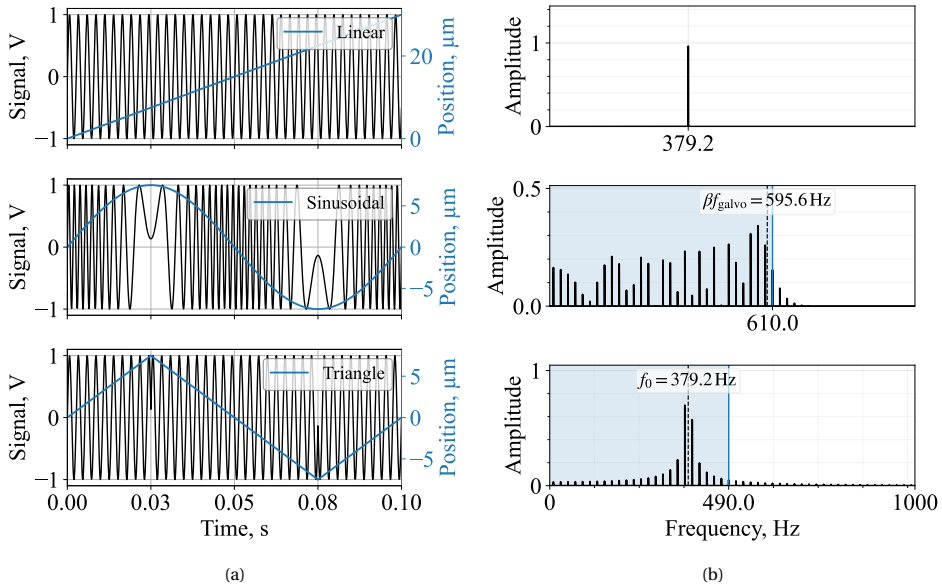 Signal, V
1
0
−1
Linear
20
0
Position, μm
Signal, V
1
0
−1
Sinusoidal
5
0
−5
Position, μm
Signal, V
1
0
−1
Triangle
5
0
−5
Position, μm
0.00 0.03 0.05 0.08 0.10
Time, s
(a)
Amplitude
1
0
379.2
Amplitude
0.5
0.0
βf_galvo = 595.6 Hz
610.0
Amplitude
1
0
f₀ = 379.2 Hz
0 490.0 1000
Frequency, Hz
(b)